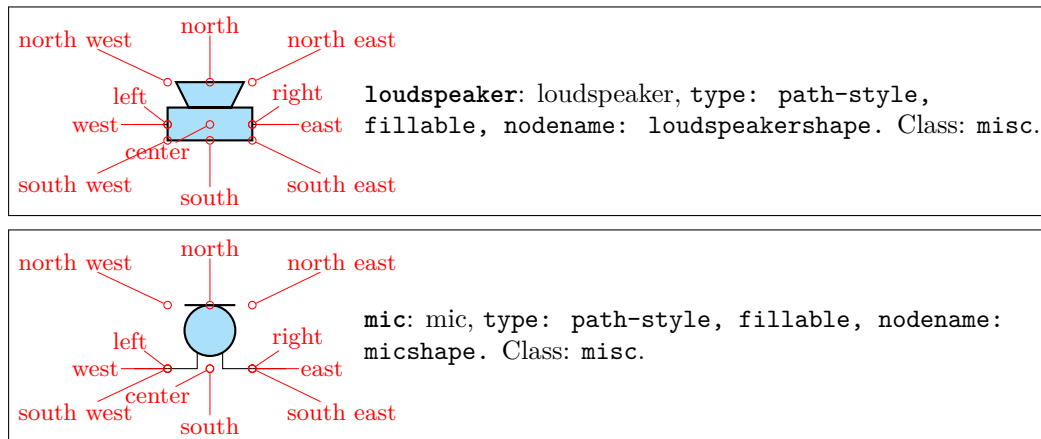 north
north west
north east
left
right
west
east
center
south west
south east
south
loudspeaker: loudspeaker, type: path-style,
fillable, nodename: loudspeakershape. Class: misc.
north
north west
north east
left
right
west
east
center
south west
south east
south
mic: mic, type: path-style, fillable, nodename:
micshape. Class: misc.